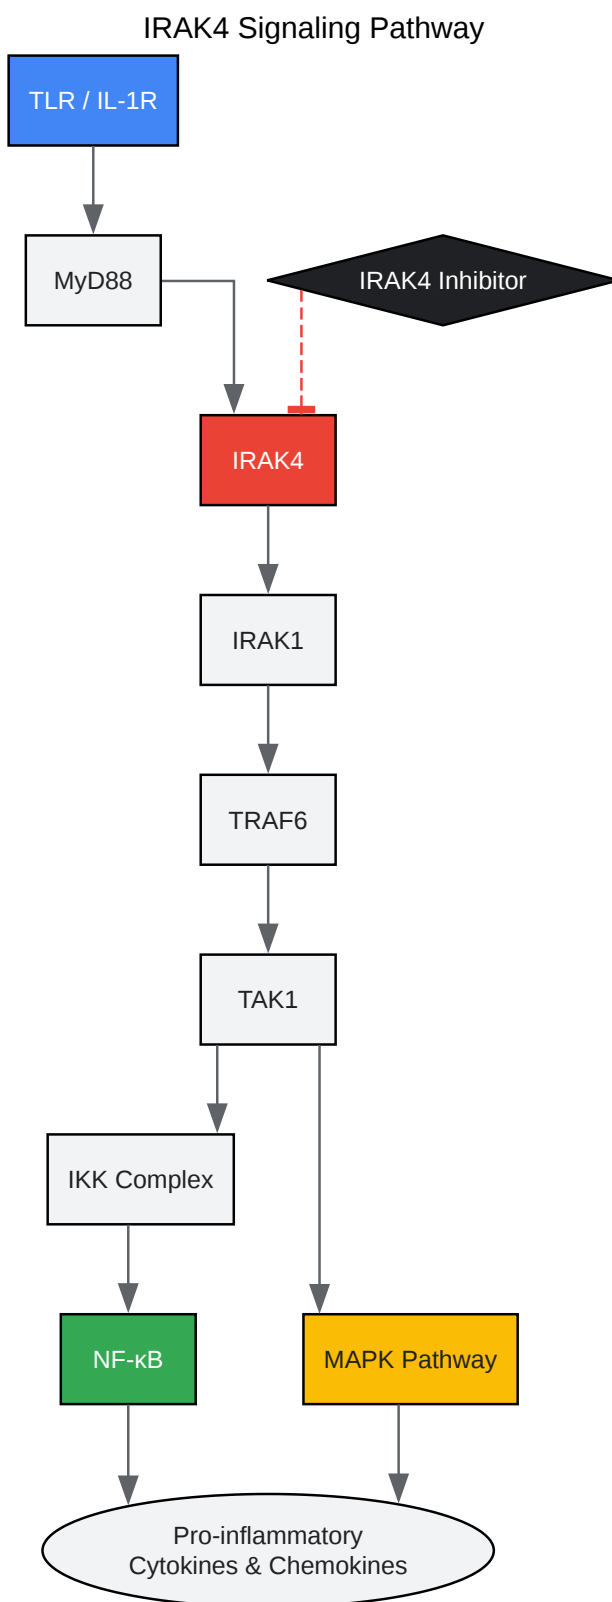 IRAK4 Signaling Pathway
TLR / IL-1R
MyD88
IRAK4 Inhibitor
IRAK4
IRAK1
TRAF6
TAK1
IKK Complex
NF-κB
MAPK Pathway
Pro-inflammatory
Cytokines & Chemokines